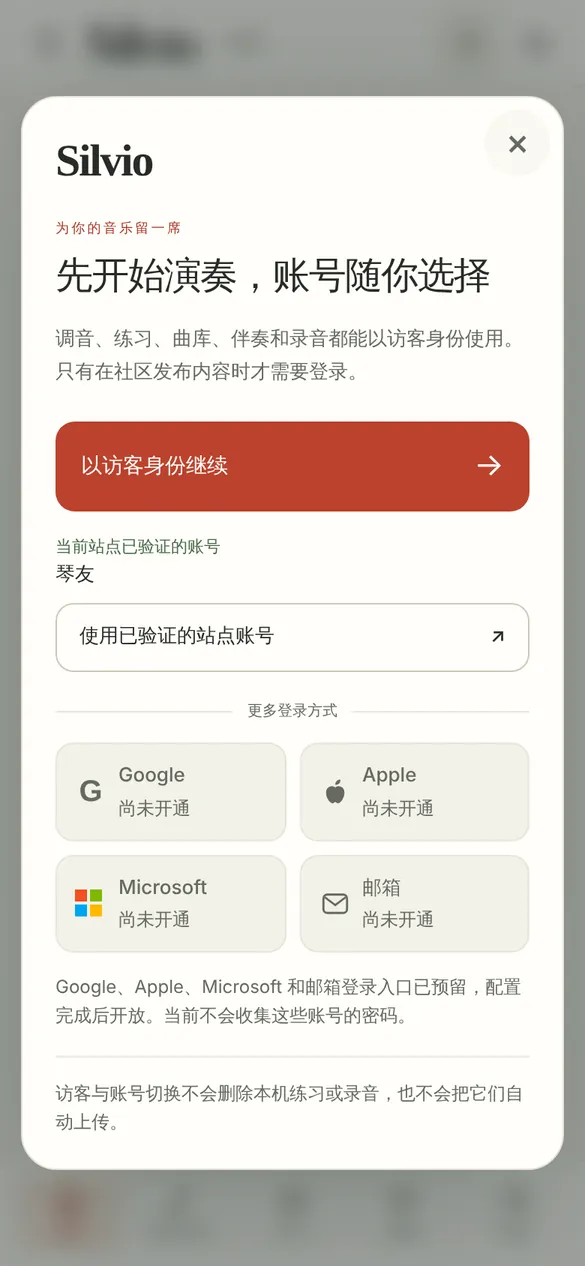 Silvio
为你的音乐留一席
先开始演奏，账号随你选择
调音、练习、曲库、伴奏和录音都能以访客身份使用。
只有在社区发布内容时才需要登录。
以访客身份继续
当前站点已验证的账号
琴友
使用已验证的站点账号
更多登录方式
Google
尚未开通
Apple
尚未开通
Microsoft
尚未开通
邮箱
尚未开通
Google、Apple、Microsoft 和邮箱登录入口已预留，配置
完成后开放。当前不会收集这些账号的密码。
访客与账号切换不会删除本机练习或录音，也不会把它们自
动上传。